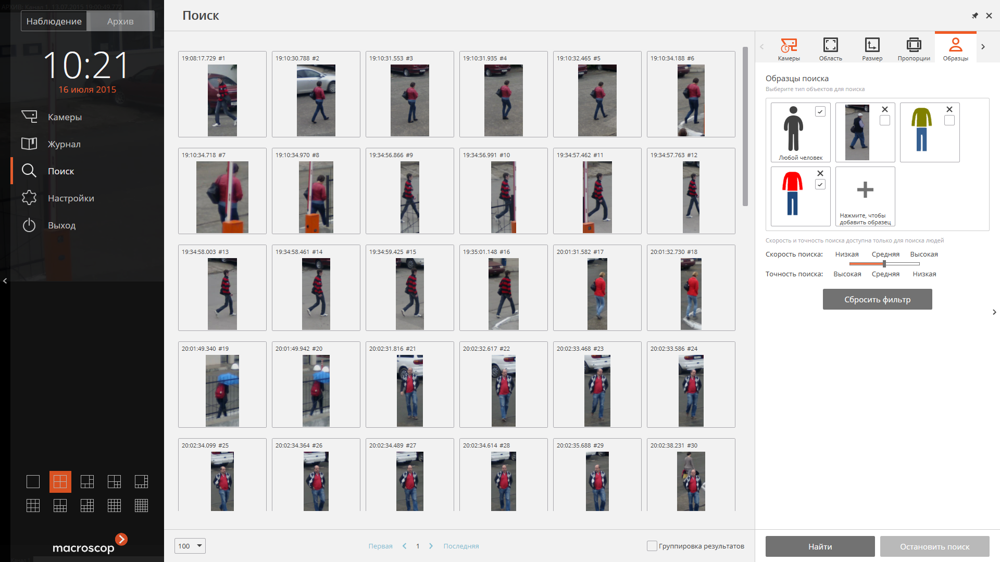 АРХИВ: Канал 1, 13.07.2015 19:00:49.772
Наблюдение
Архив
10:21
16 июля 2015
Камеры
Журнал
Поиск
Настройки
Выход
macroscop
Поиск
19:08:17.729 #1
19:10:30.788 #2
19:10:31.553 #3
19:10:31.935 #4
19:10:32.465 #5
19:10:34.188 #6
19:10:34.718 #7
19:10:34.970 #8
19:34:56.866 #9
19:34:56.991 #10
19:34:57.462 #11
19:34:57.763 #12
19:34:58.003 #13
19:34:58.461 #14
19:34:59.425 #15
19:35:01.148 #16
20:01:31.582 #17
20:01:32.730 #18
20:01:49.340 #19
20:01:49.942 #20
20:02:31.816 #21
20:02:32.617 #22
20:02:33.468 #23
20:02:33.586 #24
20:02:34.099 #25
20:02:34.364 #26
20:02:34.489 #27
20:02:34.614 #28
20:02:35.688 #29
20:02:38.231 #30
100
Первая
1
Последняя
Группировка результатов
Камеры
Область
Размер
Пропорции
Образцы
Образцы поиска
Выберите тип объектов для поиска
Любой человек
Нажмите, чтобы
добавить образец
Скорость и точность поиска доступна только для поиска людей
Скорость поиска: Низкая Средняя Высокая
Точность поиска: Высокая Средняя Низкая
Сбросить фильтр
Найти
Остановить поиск